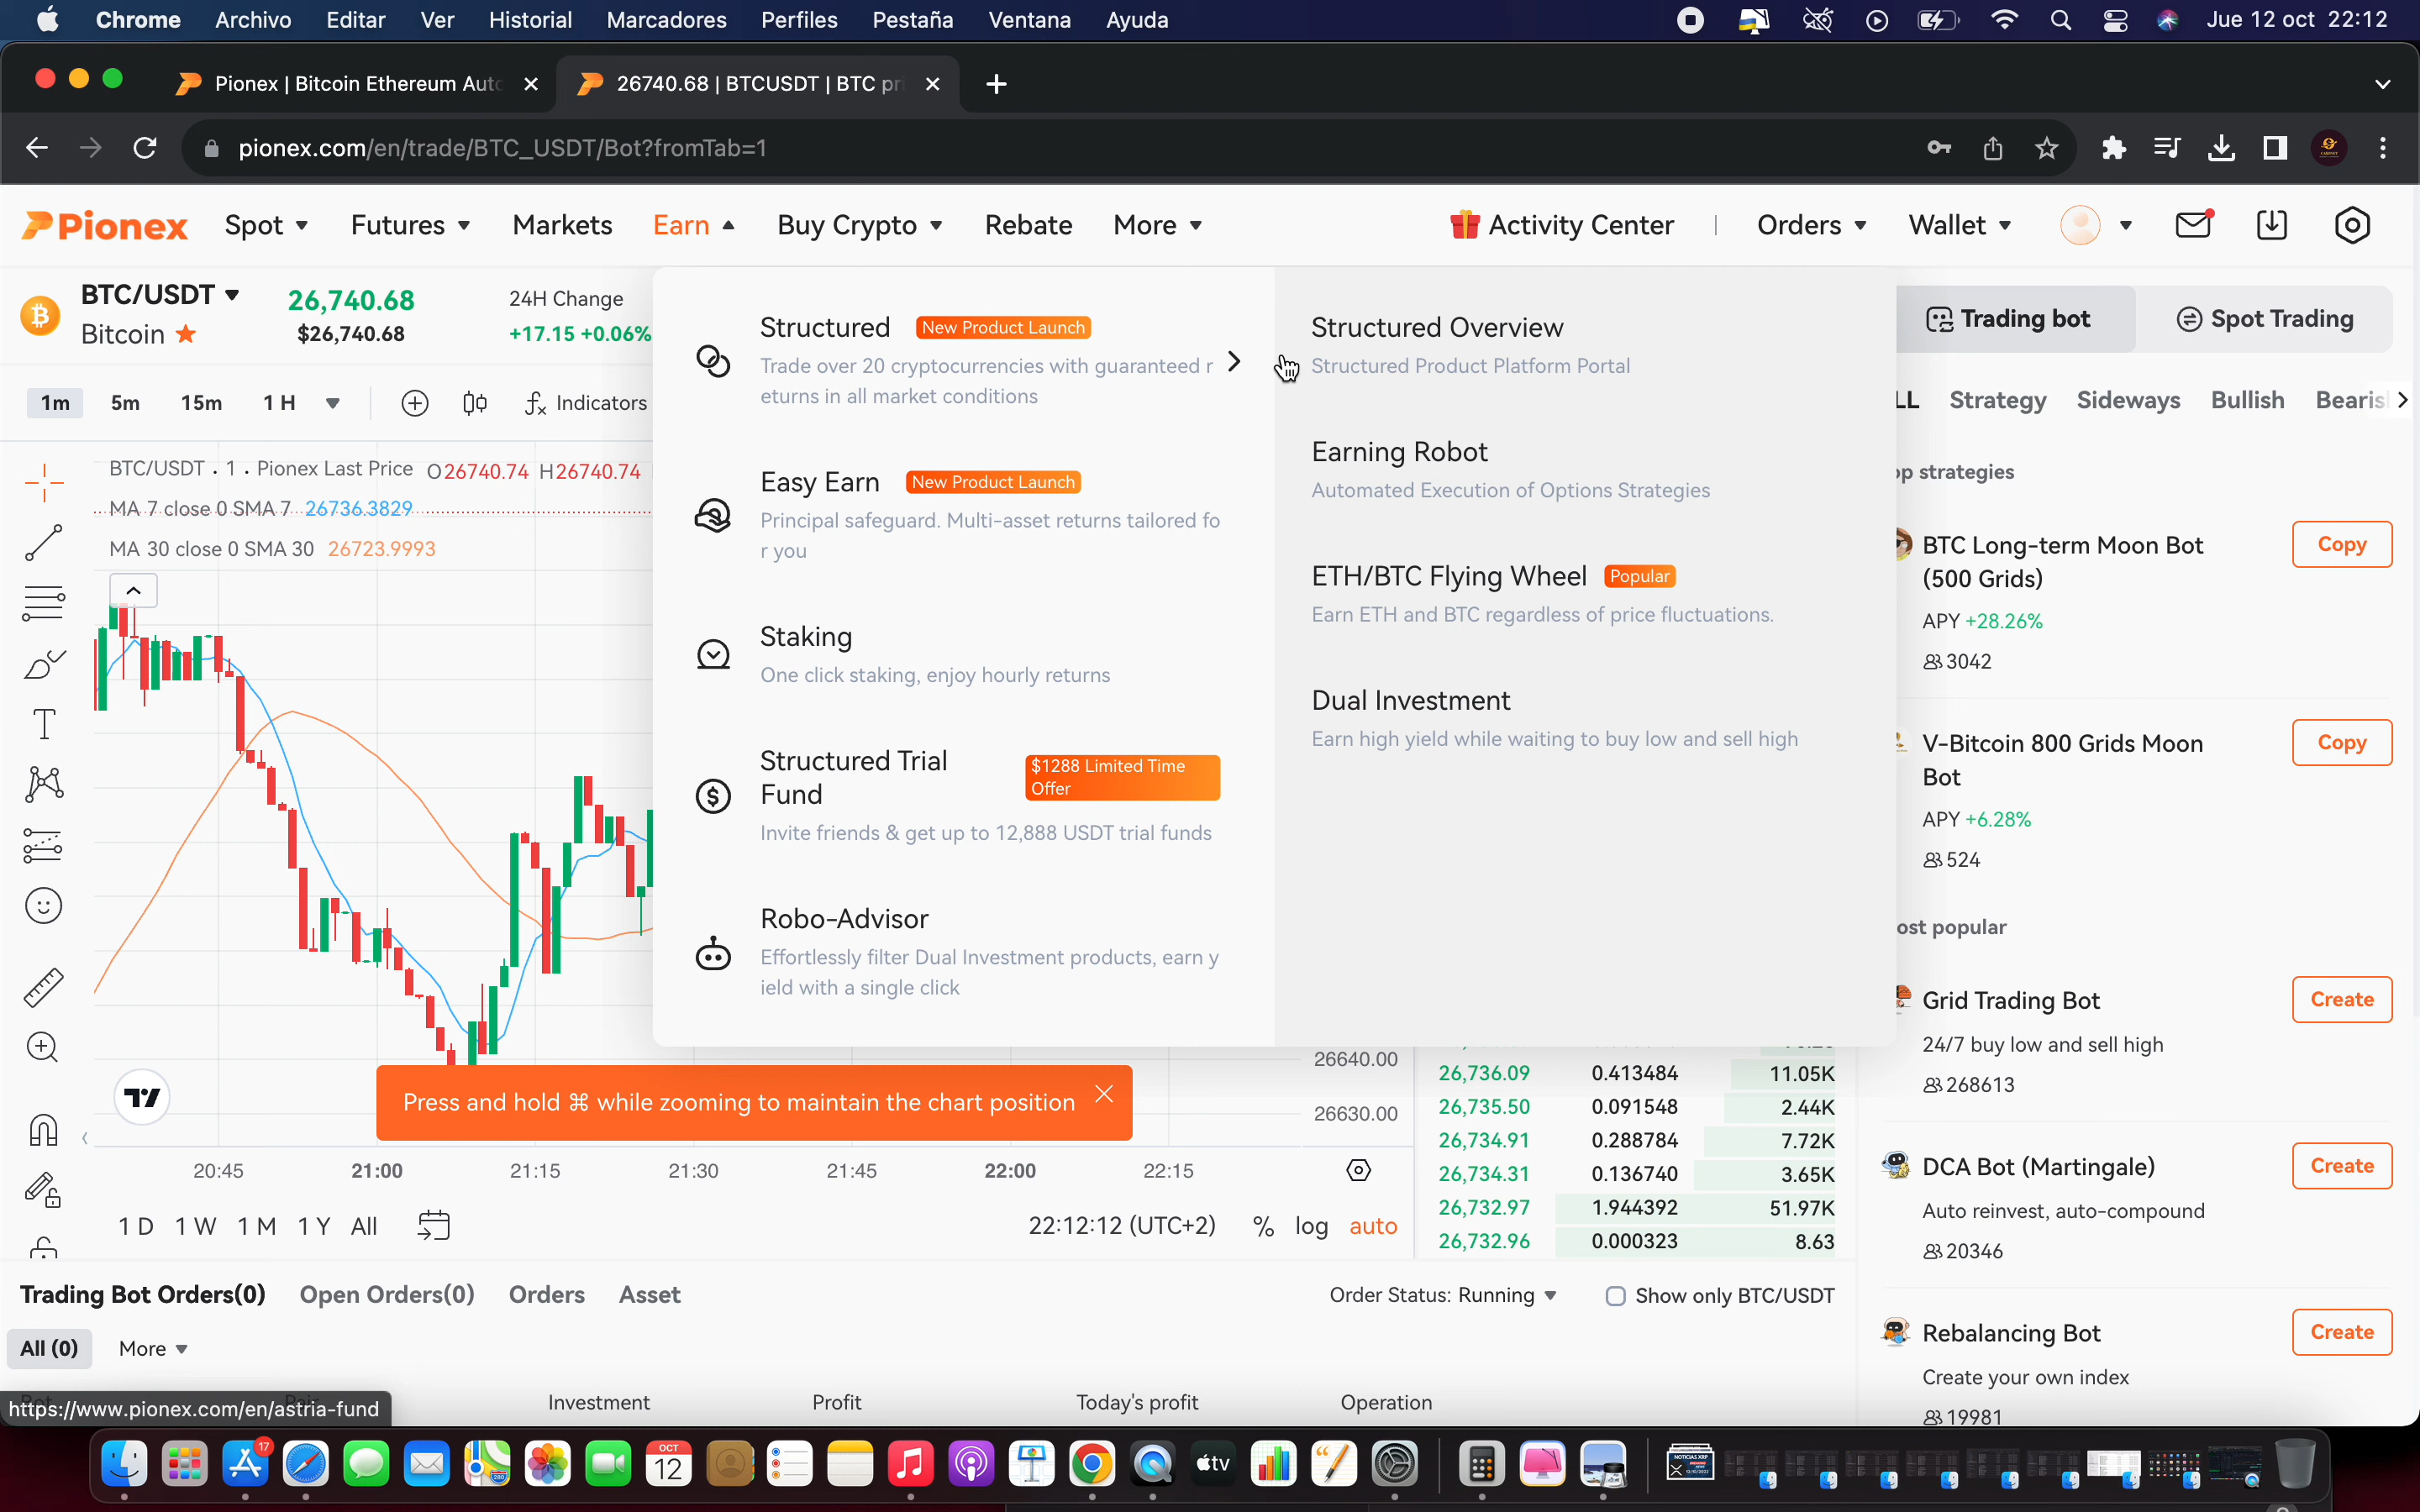 Chrome Archivo Editar Ver Historial Marcadores Perfiles Pestaña Ventana Ayuda Jue 12 oct 22:12
Pionex | Bitcoin Ethereum Auto
26740.68 | BTCUSDT | BTC pri
pionex.com/en/trade/BTC_USDT/Bot?fromTab=1
Pionex Spot Futures Markets Earn Buy Crypto Rebate More Activity Center | Orders Wallet
BTC/USDT
Bitcoin
26,740.68
$26,740.68
24H Change
+17.15 +0.06%
1m 5m 15m 1 H Indicators
BTC/USDT · 1 · Pionex Last Price O26740.74 H26740.74
MA 7 close 0 SMA 7 26736.3829
MA 30 close 0 SMA 30 26723.9993
Structured New Product Launch
Trade over 20 cryptocurrencies with guaranteed r
eturns in all market conditions
Easy Earn New Product Launch
Principal safeguard. Multi-asset returns tailored fo
r you
Staking
One click staking, enjoy hourly returns
Structured Trial
Fund
$1288 Limited Time
Offer
Invite friends & get up to 12,888 USDT trial funds
Robo-Advisor
Effortlessly filter Dual Investment products, earn y
ield with a single click
Structured Overview
Structured Product Platform Portal
Earning Robot
Automated Execution of Options Strategies
ETH/BTC Flying Wheel Popular
Earn ETH and BTC regardless of price fluctuations.
Dual Investment
Earn high yield while waiting to buy low and sell high
Trading bot Spot Trading
LL Strategy Sideways Bullish Bearis
op strategies
BTC Long-term Moon Bot
(500 Grids)
Copy
APY +28.26%
3042
V-Bitcoin 800 Grids Moon
Bot
Copy
APY +6.28%
524
ost popular
Grid Trading Bot
Create
24/7 buy low and sell high
268613
DCA Bot (Martingale)
Create
Auto reinvest, auto-compound
20346
Rebalancing Bot
Create
Create your own index
19981
26640.00
26630.00
Press and hold ⌘ while zooming to maintain the chart position
20:45 21:00 21:15 21:30 21:45 22:00 22:15
1 D 1 W 1 M 1 Y All
22:12:12 (UTC+2) % log auto
26,736.09 0.413484 11.05K
26,735.50 0.091548 2.44K
26,734.91 0.288784 7.72K
26,734.31 0.136740 3.65K
26,732.97 1.944392 51.97K
26,732.96 0.000323 8.63
Trading Bot Orders(0) Open Orders(0) Orders Asset
Order Status: Running Show only BTC/USDT
All (0) More
Investment Profit Today's profit Operation
https://www.pionex.com/en/astria-fund
17
OCT
12
tv
NOTICIAS XRP